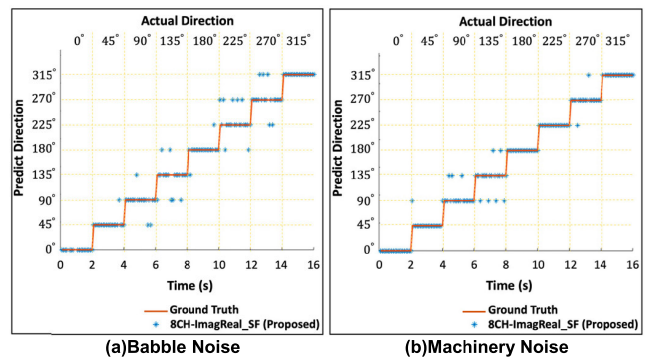 Actual Direction
0° 45° 90° 135° 180° 225° 270° 315°
315°
270°
225°
180°
135°
90°
45°
0°
Predict Direction
0 2 4 6 8 10 12 14 16
Time (s)
Ground Truth
8CH-ImagReal_SF (Proposed)
(a)Babble Noise
Actual Direction
0° 45° 90° 135° 180° 225° 270° 315°
315°
270°
225°
180°
135°
90°
45°
0°
Predict Direction
0 2 4 6 8 10 12 14 16
Time (s)
Ground Truth
8CH-ImagReal_SF (Proposed)
(b)Machinery Noise